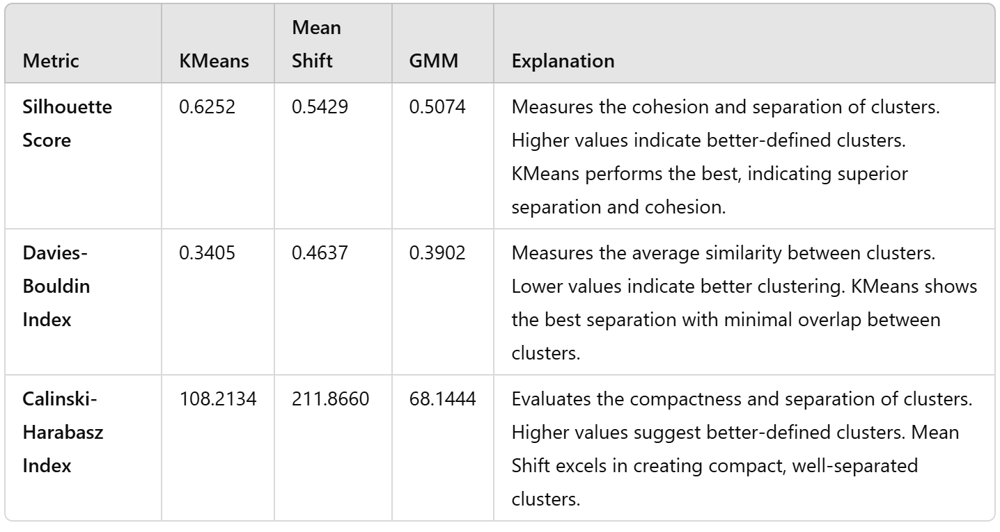 Metric KMeans Mean Shift GMM Explanation
Silhouette Score 0.6252 0.5429 0.5074 Measures the cohesion and separation of clusters.
Higher values indicate better-defined clusters.
KMeans performs the best, indicating superior
separation and cohesion.
Davies-Bouldin Index 0.3405 0.4637 0.3902 Measures the average similarity between clusters.
Lower values indicate better clustering. KMeans shows
the best separation with minimal overlap between
clusters.
Calinski-Harabasz Index 108.2134 211.8660 68.1444 Evaluates the compactness and separation of clusters.
Higher values suggest better-defined clusters. Mean
Shift excels in creating compact, well-separated
clusters.